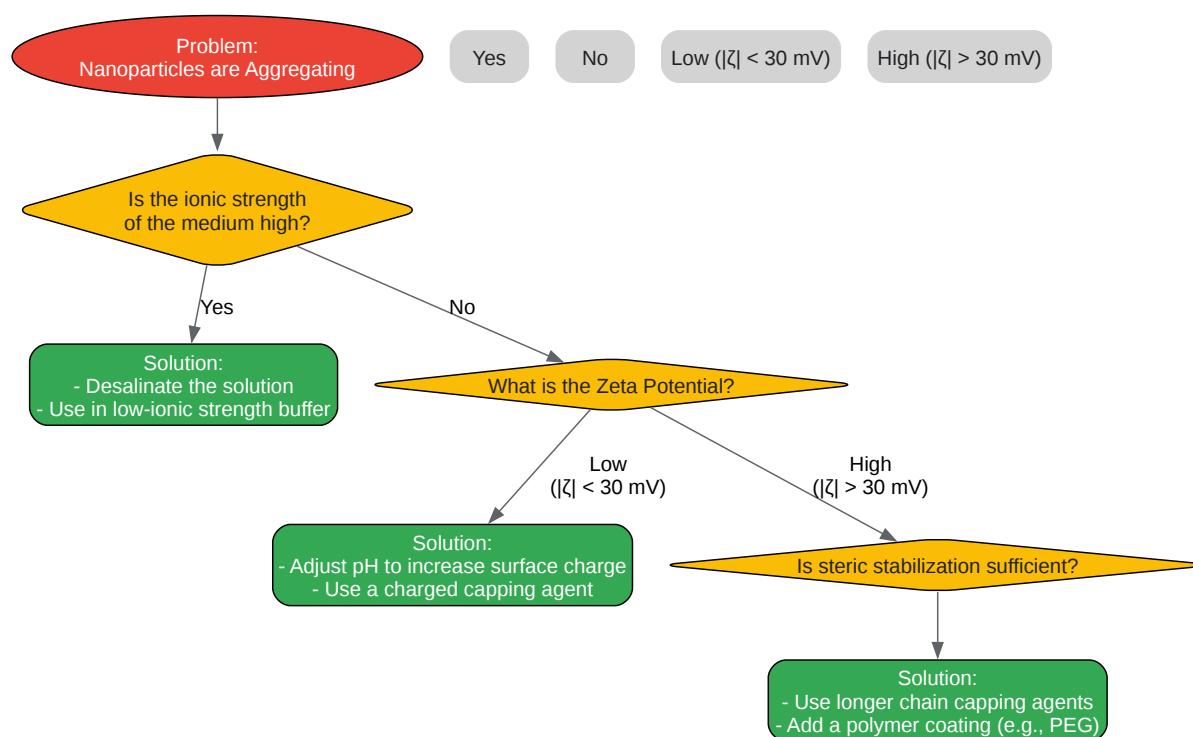 Problem:
Nanoparticles are Aggregating
Yes
No
Low (|ζ| < 30 mV)
High (|ζ| > 30 mV)
Is the ionic strength
of the medium high?
Yes
No
Solution:
- Desalinate the solution
- Use in low-ionic strength buffer
What is the Zeta Potential?
Low
(|ζ| < 30 mV)
High
(|ζ| > 30 mV)
Solution:
- Adjust pH to increase surface charge
- Use a charged capping agent
Is steric stabilization sufficient?
Solution:
- Use longer chain capping agents
- Add a polymer coating (e.g., PEG)